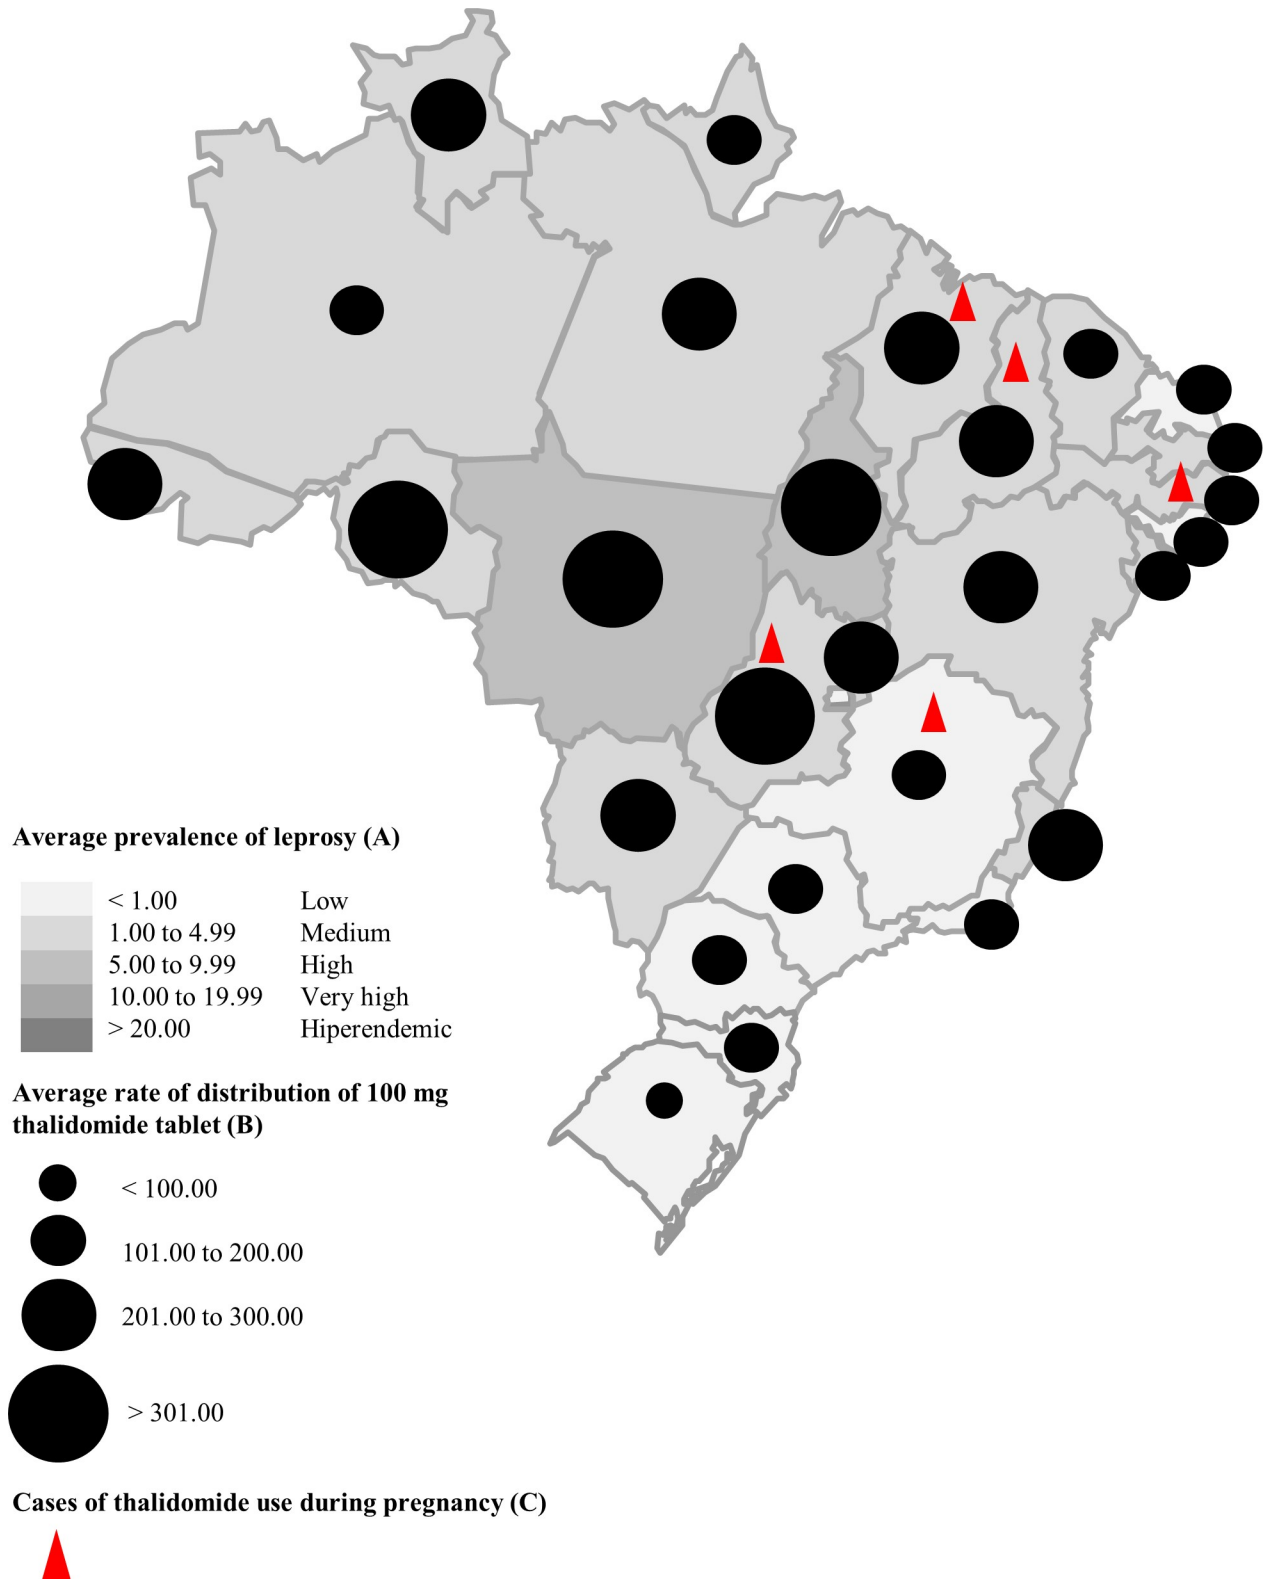 Average prevalence of leprosy (A)
< 1.00 Low
1.00 to 4.99 Medium
5.00 to 9.99 High
10.00 to 19.99 Very high
> 20.00 Hiperendemic
Average rate of distribution of 100 mg
thalidomide tablet (B)
< 100.00
101.00 to 200.00
201.00 to 300.00
> 301.00
Cases of thalidomide use during pregnancy (C)